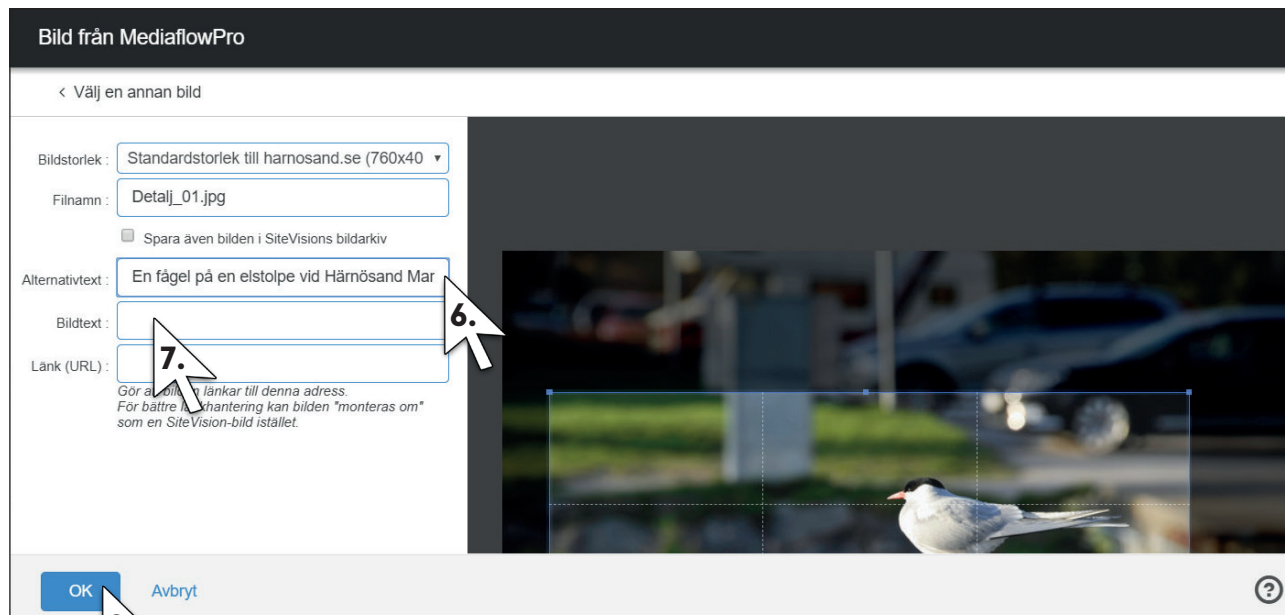 Bild från MediaflowPro
< Välj en annan bild
Bildstorlek : Standardstorlek till harnosand.se (760x40
Filnamn : Detalj_01.jpg
Spara även bilden i SiteVisions bildarkiv
Alternativtext : En fågel på en elstolpe vid Härnösand Mar
6.
Bildtext :
7.
Länk (URL) :
Gör a länkar till denna adress.
För bättre hantering kan bilden "monteras om"
som en SiteVision-bild istället.
OK Avbryt ?